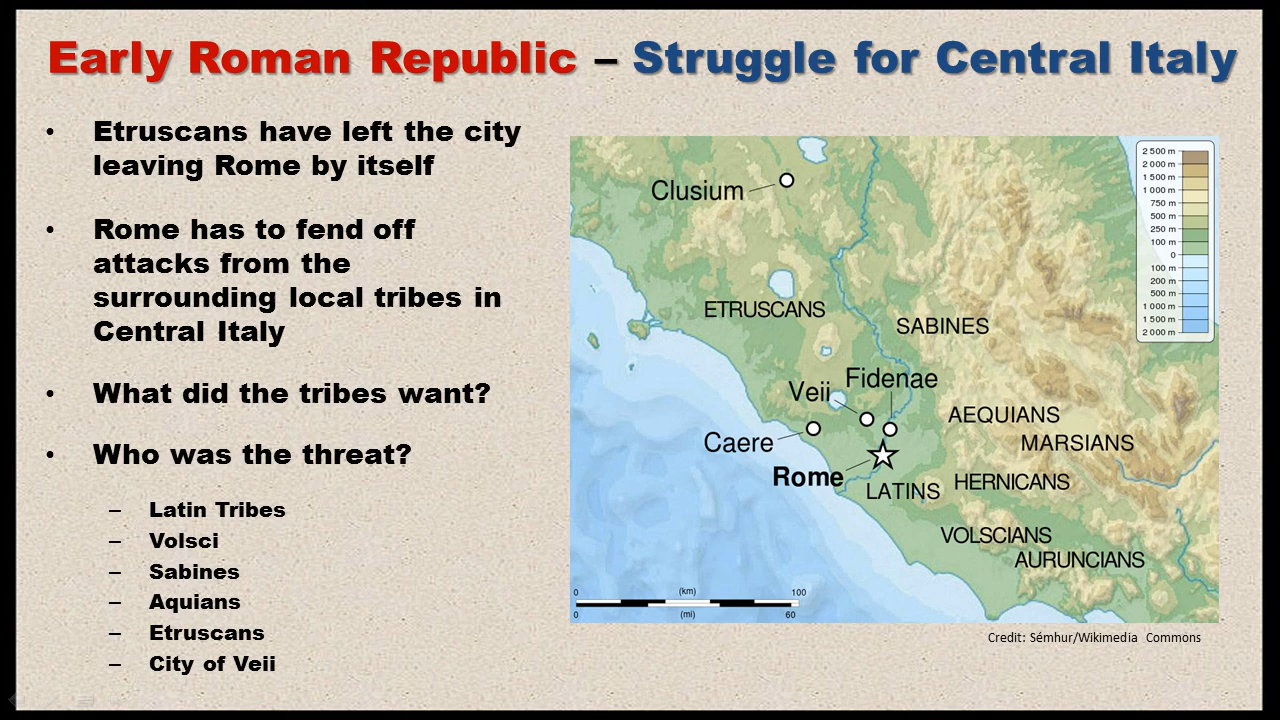 Early Roman Republic – Struggle for Central Italy
• Etruscans have left the city
leaving Rome by itself
• Rome has to fend off
attacks from the
surrounding local tribes in
Central Italy
• What did the tribes want?
• Who was the threat?
– Latin Tribes
– Volsci
– Sabines
– Aquians
– Etruscans
– City of Veii
Clusium
ETRUSCANS
SABINES
Fidenae
Veii
AEQUIANS
Caere
MARSIANS
Rome
HERNICANS
LATINS
VOLSCIANS
AURUNCIANS
2 500 m
2 000 m
1 500 m
1 000 m
750 m
500 m
250 m
100 m
0
100 m
200 m
500 m
1 000 m
1 500 m
2 000 m
0 (km) 100
0 (mi) 60
Credit: Sémhur/Wikimedia Commons